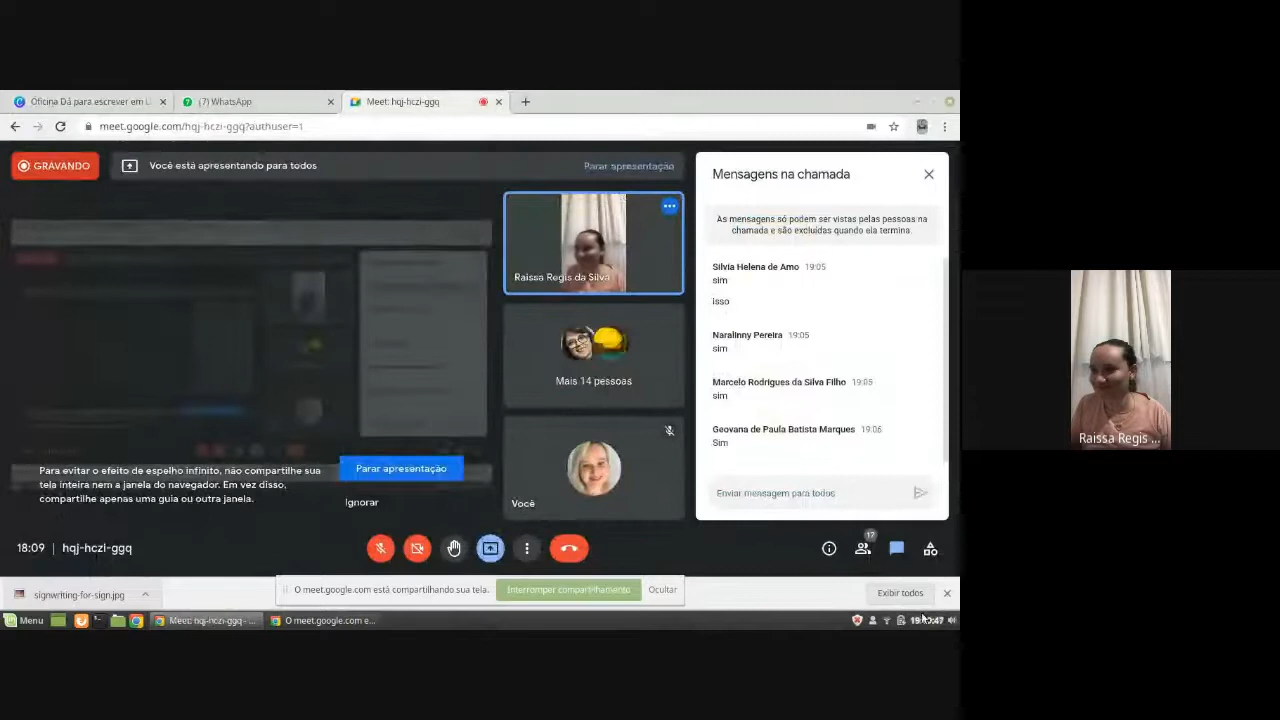 Oficina Dá para escrever em L
(7) WhatsApp
Meet: hqj-hczi-ggq
meet.google.com/hqj-hczi-ggq?authuser=1
GRAVANDO
Você está apresentando para todos
Parar apresentação
Raissa Regis da Silva
Mais 14 pessoas
Você
Para evitar o efeito de espelho infinito, não compartilhe sua
tela inteira nem a janela do navegador. Em vez disso,
compartilhe apenas uma guia ou outra janela.
Parar apresentação
Ignorar
Mensagens na chamada
As mensagens só podem ser vistas pelas pessoas na
chamada e são excluídas quando ela termina.
Silvia Helena de Amo 19:05
sim
isso
Naralinny Pereira 19:05
sim
Marcelo Rodrigues da Silva Filho 19:05
sim
Geovana de Paula Batista Marques 19:06
Sim
Enviar mensagem para todos
18:09 | hqj-hczi-ggq
17
signwriting-for-sign.jpg
O meet.google.com está compartilhando sua tela.
Interromper compartilhamento
Ocultar
Exibir todos
Menu
Meet: hqj-hczi-ggq -...
O meet.google.com e...
Raissa Regis ...